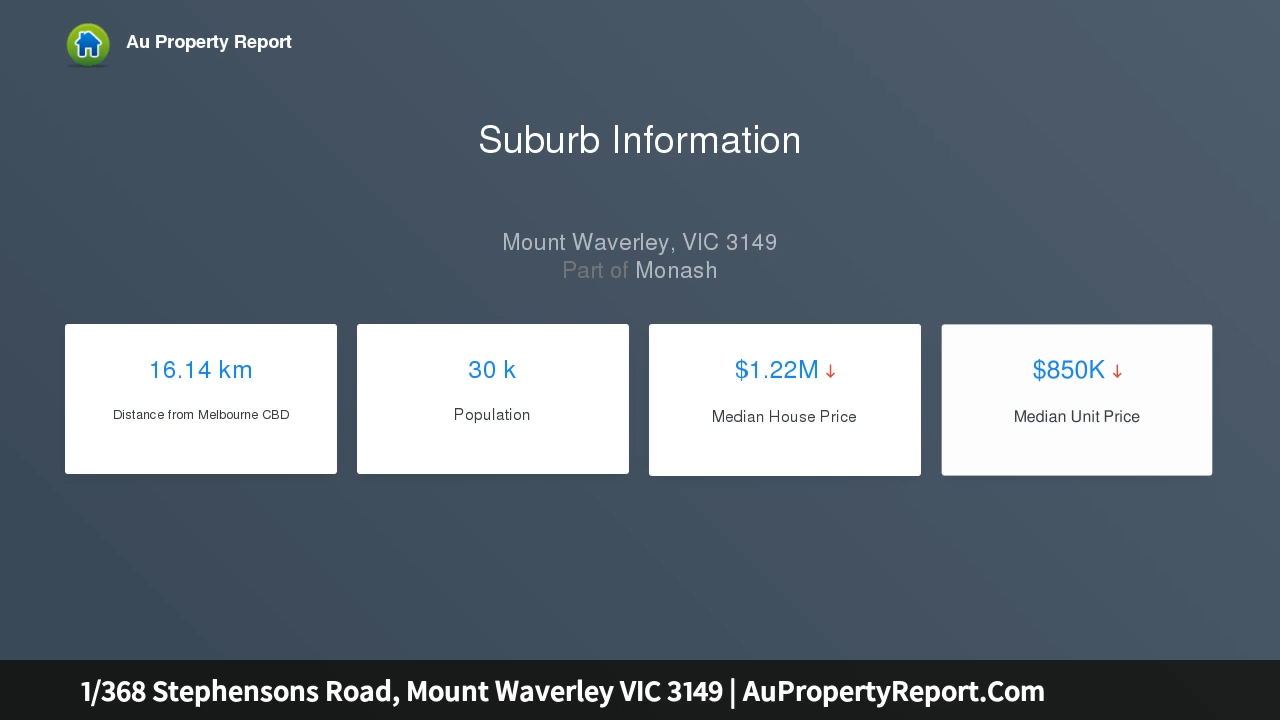 Au Property Report
Suburb Information
Mount Waverley, VIC 3149
Part of Monash
16.14 km
Distance from Melbourne CBD
30 k
Population
$1.22M ↓
Median House Price
$850K ↓
Median Unit Price
1/368 Stephensons Road, Mount Waverley VIC 3149 | AuPropertyReport.Com